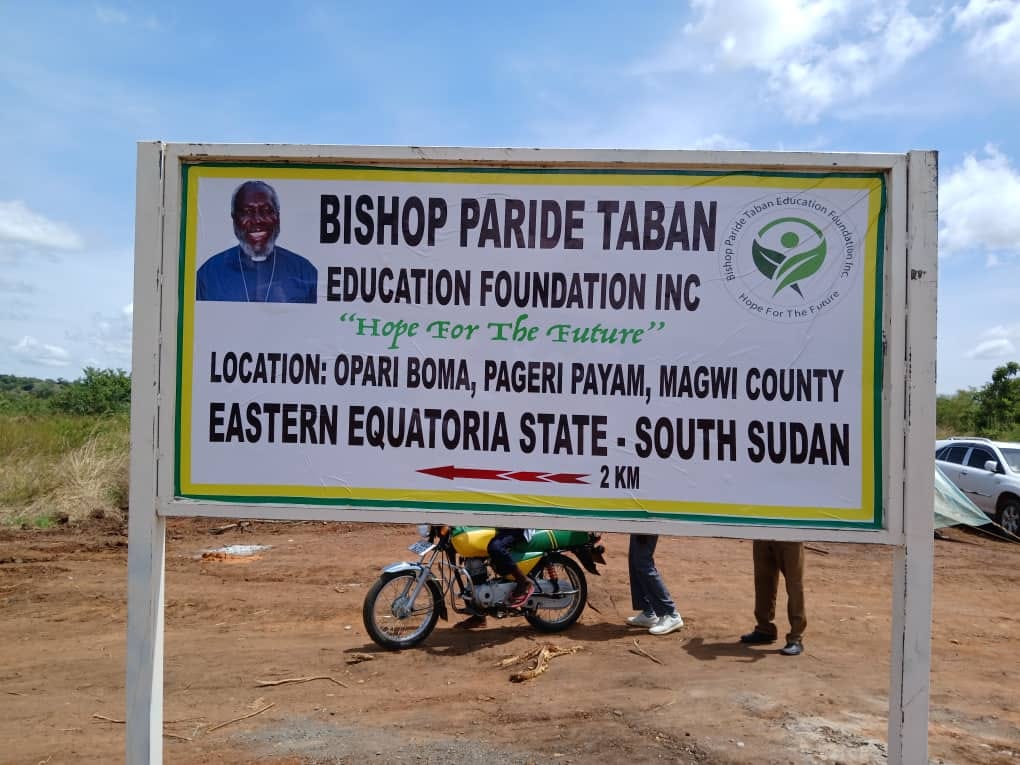 BISHOP PARIDE TABAN
EDUCATION FOUNDATION INC
"Hope For The Future"
LOCATION: OPARI BOMA, PAGERI PAYAM, MAGWI COUNTY
EASTERN EQUATORIA STATE - SOUTH SUDAN
2 KM
Bishop Paride Taban Education Foundation Inc.
Hope For The Future